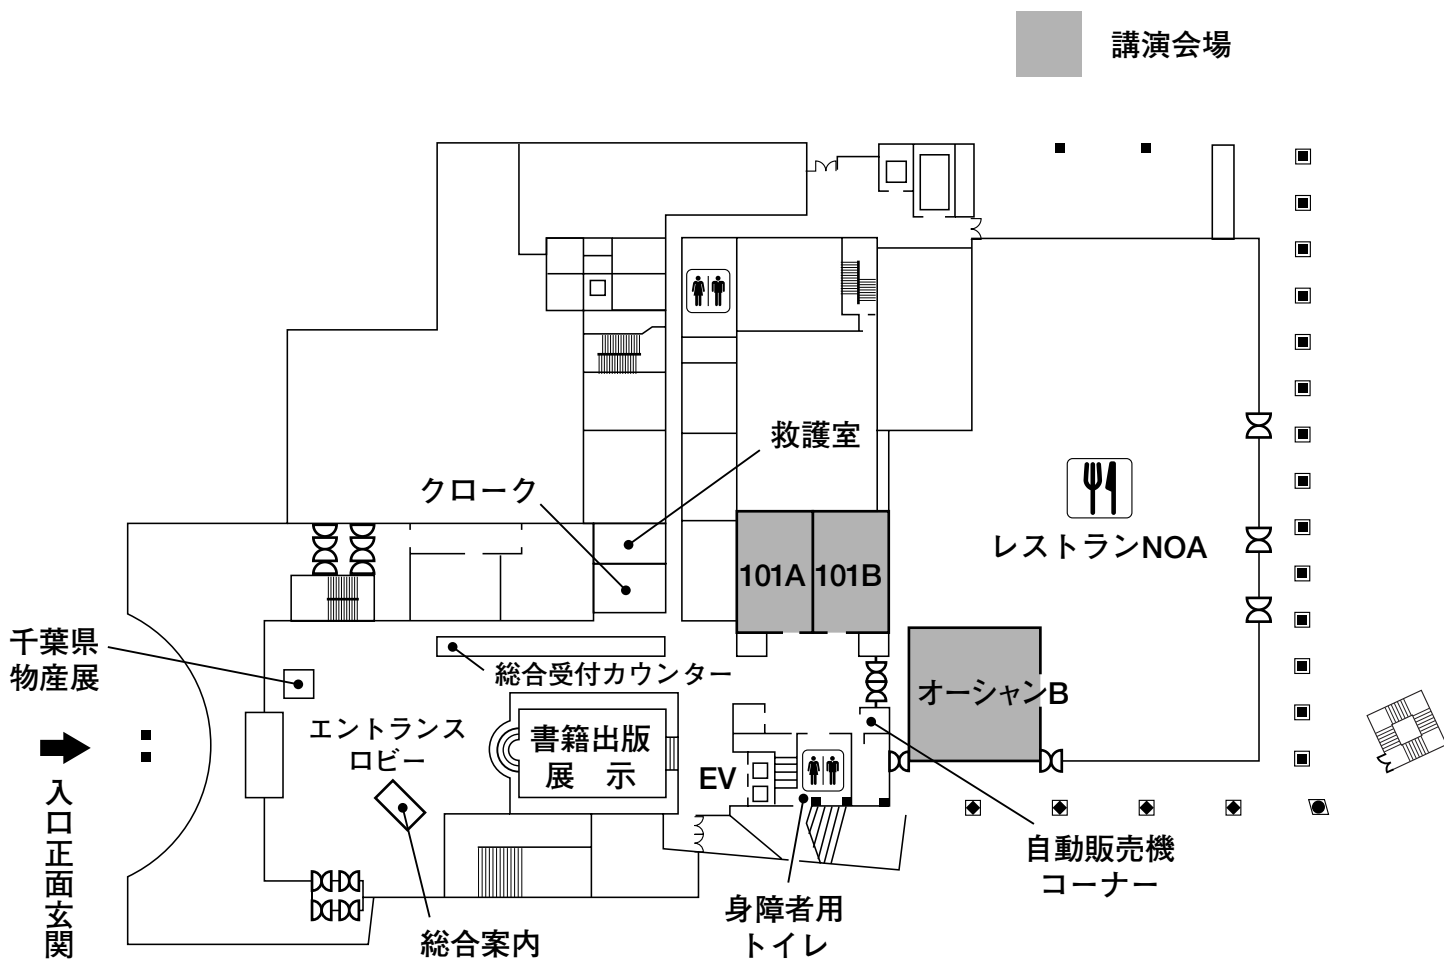 講演会場
救護室
クローク
レストランNOA
101A
101B
千葉県
物産展
総合受付カウンター
オーシャンB
エントランス
ロビー
書籍出版
展　示
EV
入口正面玄関
自動販売機
コーナー
身障者用
トイレ
総合案内